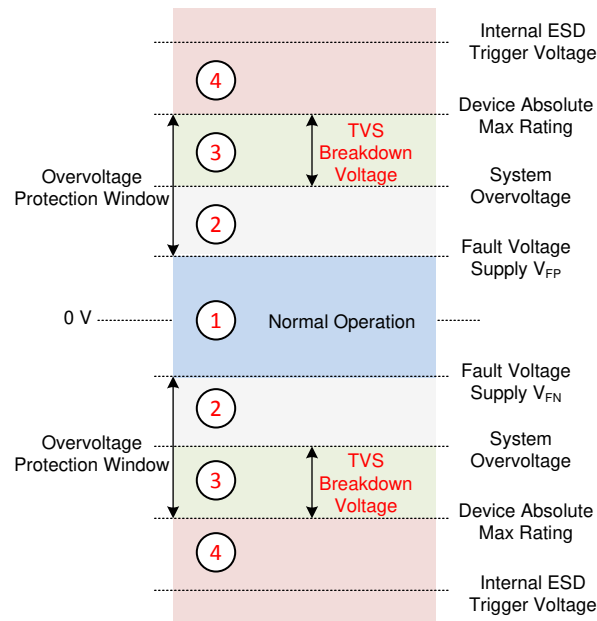 Internal ESD
Trigger Voltage
4
Device Absolute
Max Rating
3
TVS
Breakdown
Voltage
Overvoltage
Protection Window
System
Overvoltage
2
Fault Voltage
Supply VFP
0 V
1
Normal Operation
Fault Voltage
Supply VFN
2
System
Overvoltage
Overvoltage
Protection Window
3
TVS
Breakdown
Voltage
Device Absolute
Max Rating
4
Internal ESD
Trigger Voltage